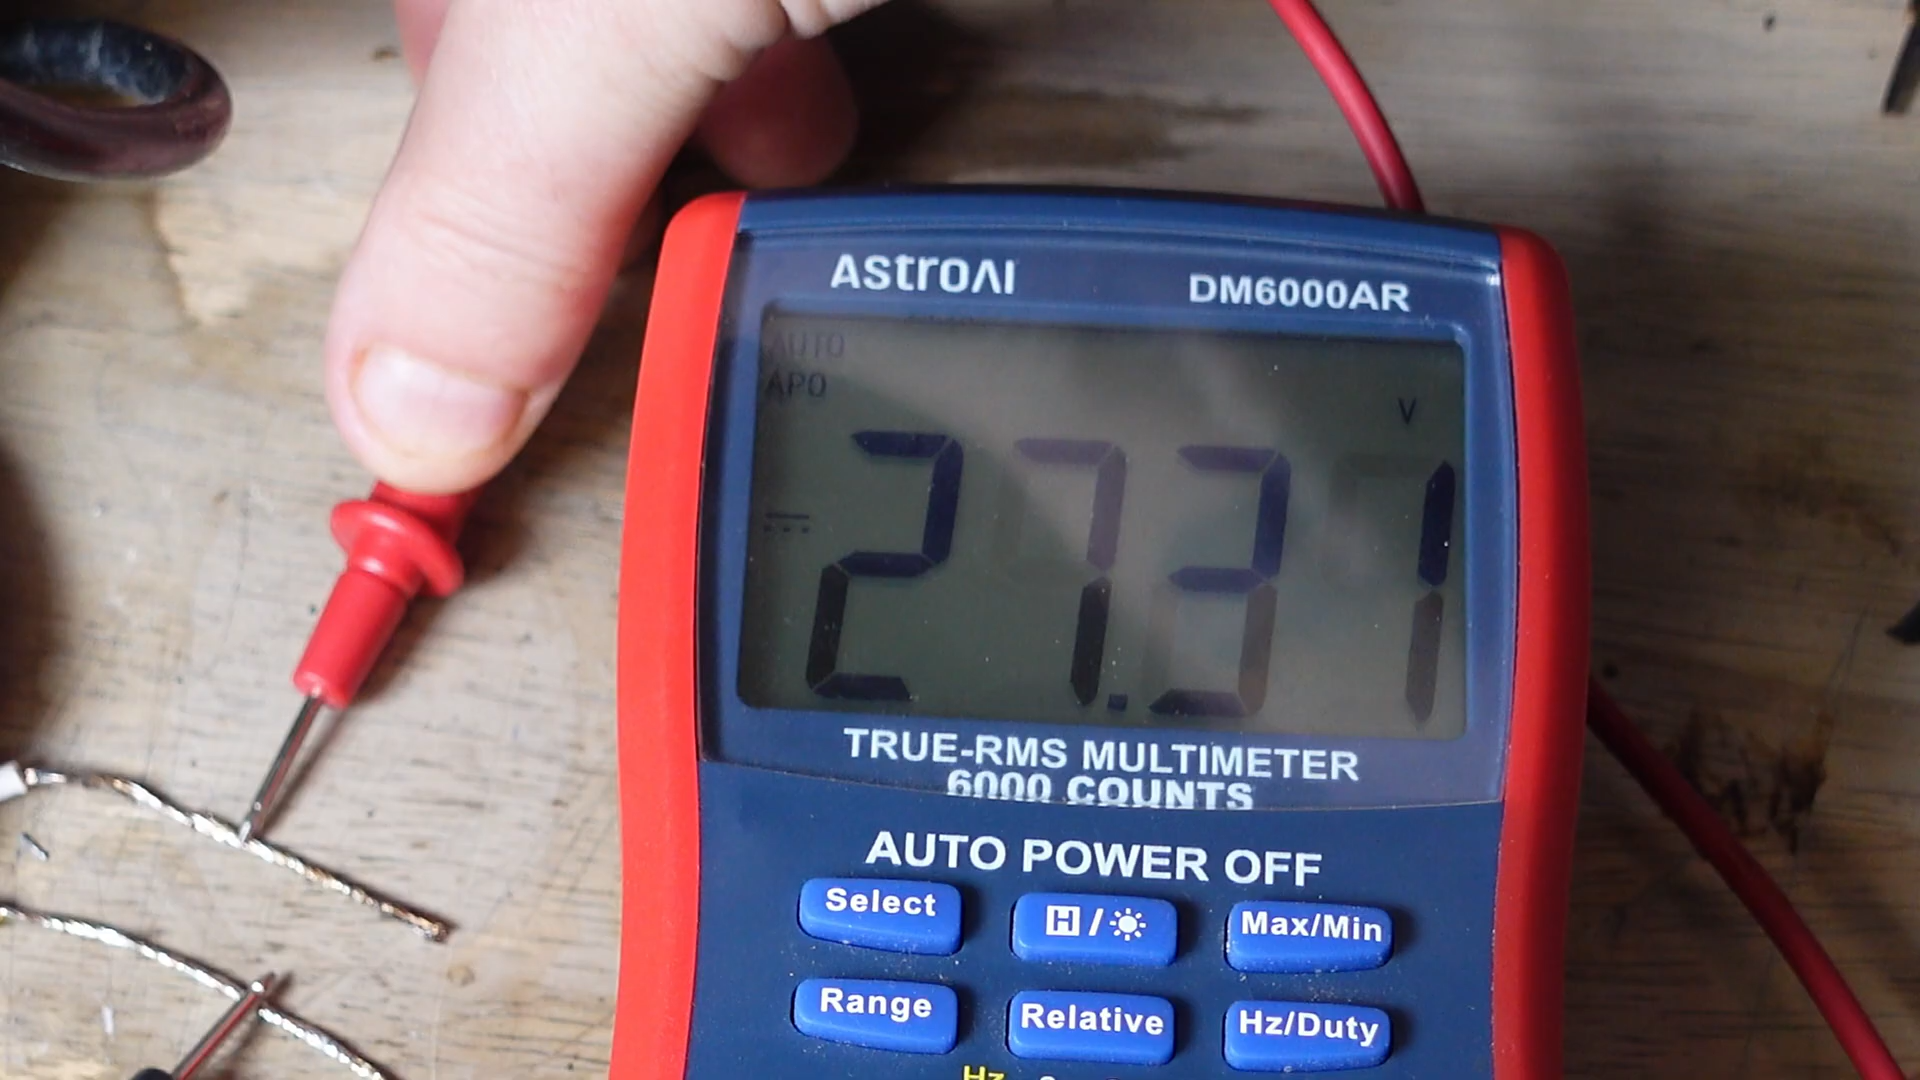 AstroAI DM6000AR
AUTO
APO
V
27.31
TRUE-RMS MULTIMETER
6000 COUNTS
AUTO POWER OFF
Select
H / ☀
Max/Min
Range
Relative
Hz/Duty
Hz